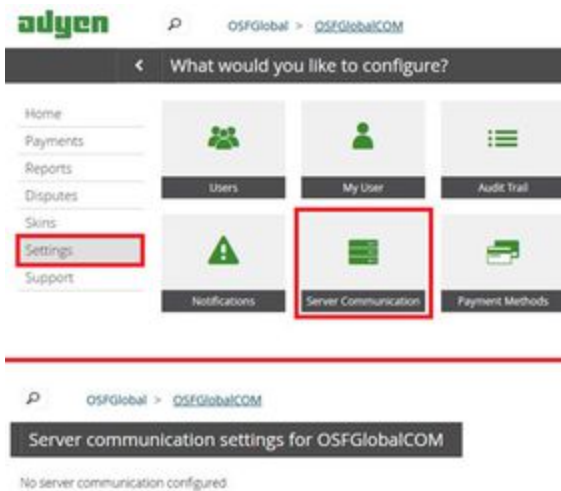 adyen
OSFGlobal > OSFGlobalCOM
< What would you like to configure?
Home
Payments
Reports
Disputes
Skins
Settings
Support
Users My User Audit Trail
Notifications Server Communication Payment Methods
OSFGlobal > OSFGlobalCOM
Server communication settings for OSFGlobalCOM
No server communication configured